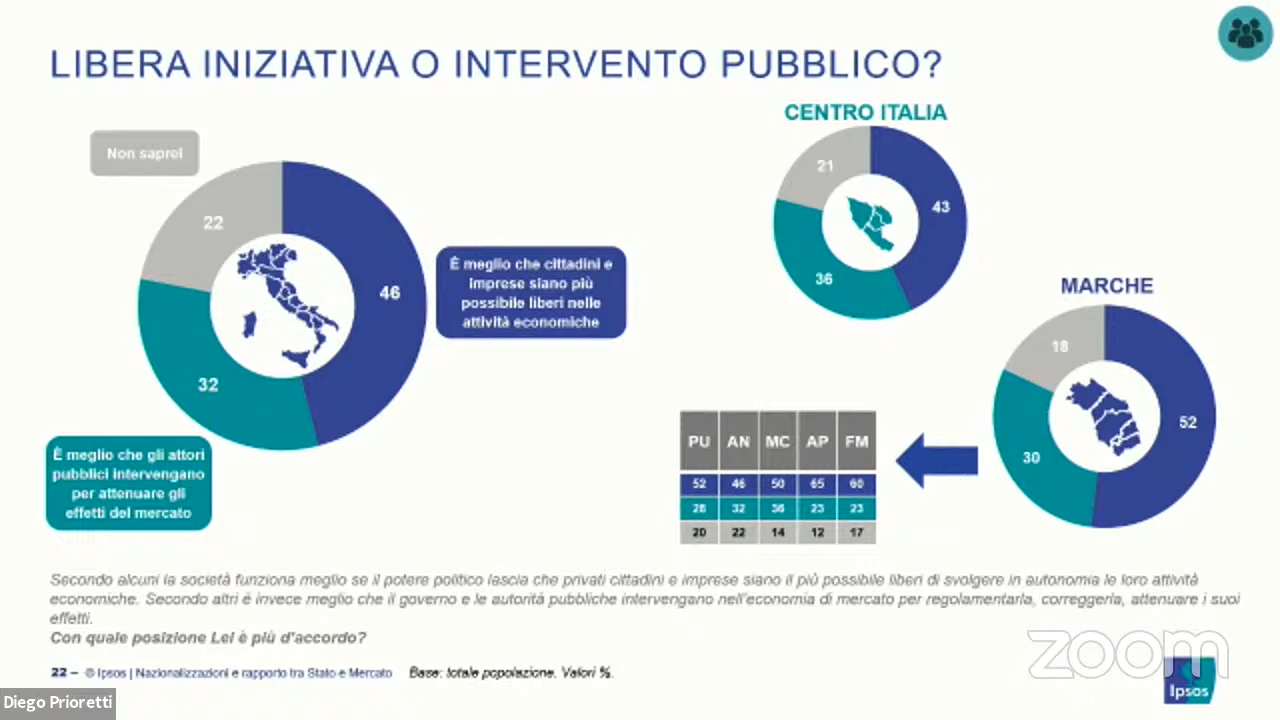 LIBERA INIZIATIVA O INTERVENTO PUBBLICO?
Non saprei
22
46
32
È meglio che cittadini e
imprese siano più
possibile liberi nelle
attività economiche
È meglio che gli attori
pubblici intervengano
per attenuare gli
effetti del mercato
CENTRO ITALIA
21
43
36
MARCHE
18
52
30
PU AN MC AP FM
52 46 50 65 60
28 32 36 23 23
20 22 14 12 17
Secondo alcuni la società funziona meglio se il potere politico lascia che privati cittadini e imprese siano il più possibile liberi di svolgere in autonomia le loro attività
economiche. Secondo altri è invece meglio che il governo e le autorità pubbliche intervengano nell'economia di mercato per regolamentarla, correggerla, attenuare i suoi
effetti.
Con quale posizione Lei è più d'accordo?
22 – © Ipsos | Nazionalizzazioni e rapporto tra Stato e Mercato Base: totale popolazione. Valori %.
zoom
Ipsos
Diego Prioretti